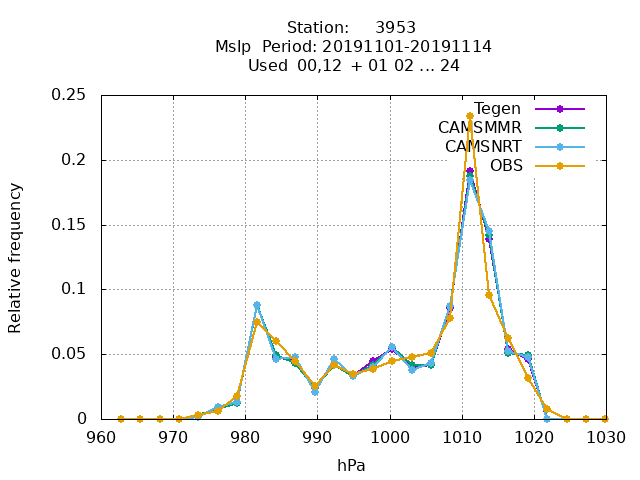 Station:     3953
Mslp  Period: 20191101-20191114
Used  00,12  + 01 02 ... 24
Tegen
CAMSMMR
CAMSNRT
OBS
0.25
0.2
0.15
0.1
0.05
0
Relative frequency
960 970 980 990 1000 1010 1020 1030
hPa